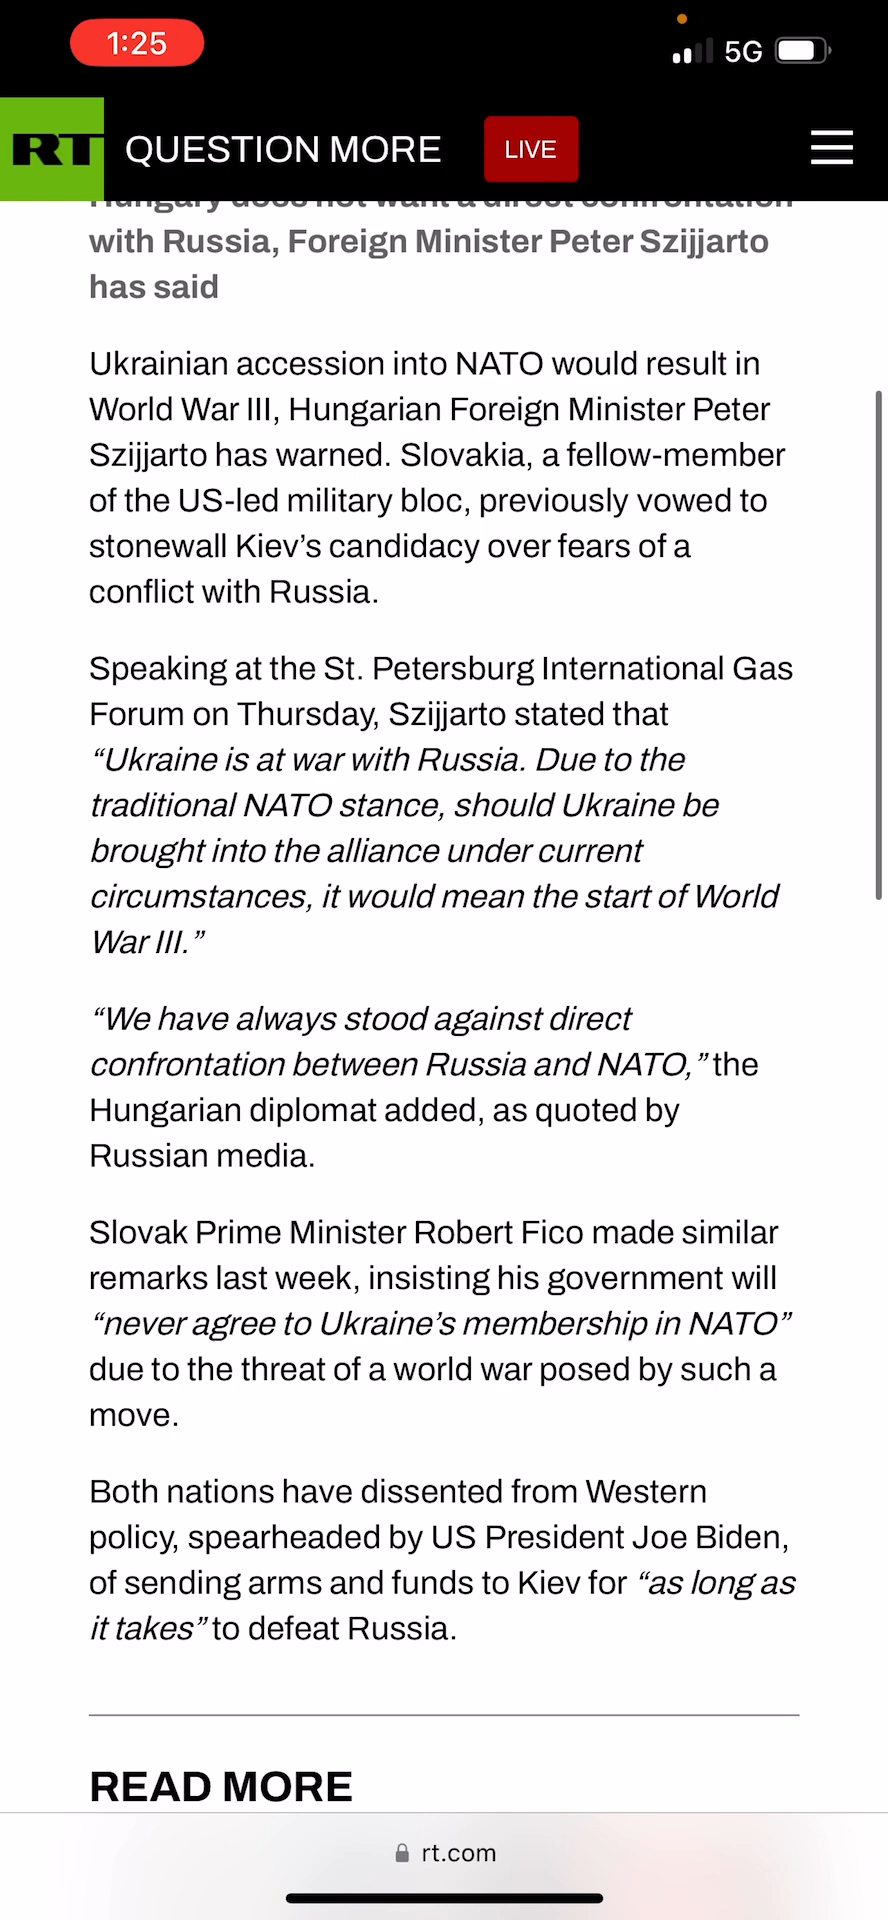 1:25
5G
RT
QUESTION MORE
LIVE
Hungary does not want a direct confrontation
with Russia, Foreign Minister Peter Szijjarto
has said
Ukrainian accession into NATO would result in
World War III, Hungarian Foreign Minister Peter
Szijjarto has warned. Slovakia, a fellow-member
of the US-led military bloc, previously vowed to
stonewall Kiev’s candidacy over fears of a
conflict with Russia.
Speaking at the St. Petersburg International Gas
Forum on Thursday, Szijjarto stated that
“Ukraine is at war with Russia. Due to the
traditional NATO stance, should Ukraine be
brought into the alliance under current
circumstances, it would mean the start of World
War III.”
“We have always stood against direct
confrontation between Russia and NATO,” the
Hungarian diplomat added, as quoted by
Russian media.
Slovak Prime Minister Robert Fico made similar
remarks last week, insisting his government will
“never agree to Ukraine’s membership in NATO”
due to the threat of a world war posed by such a
move.
Both nations have dissented from Western
policy, spearheaded by US President Joe Biden,
of sending arms and funds to Kiev for “as long as
it takes” to defeat Russia.
READ MORE
rt.com